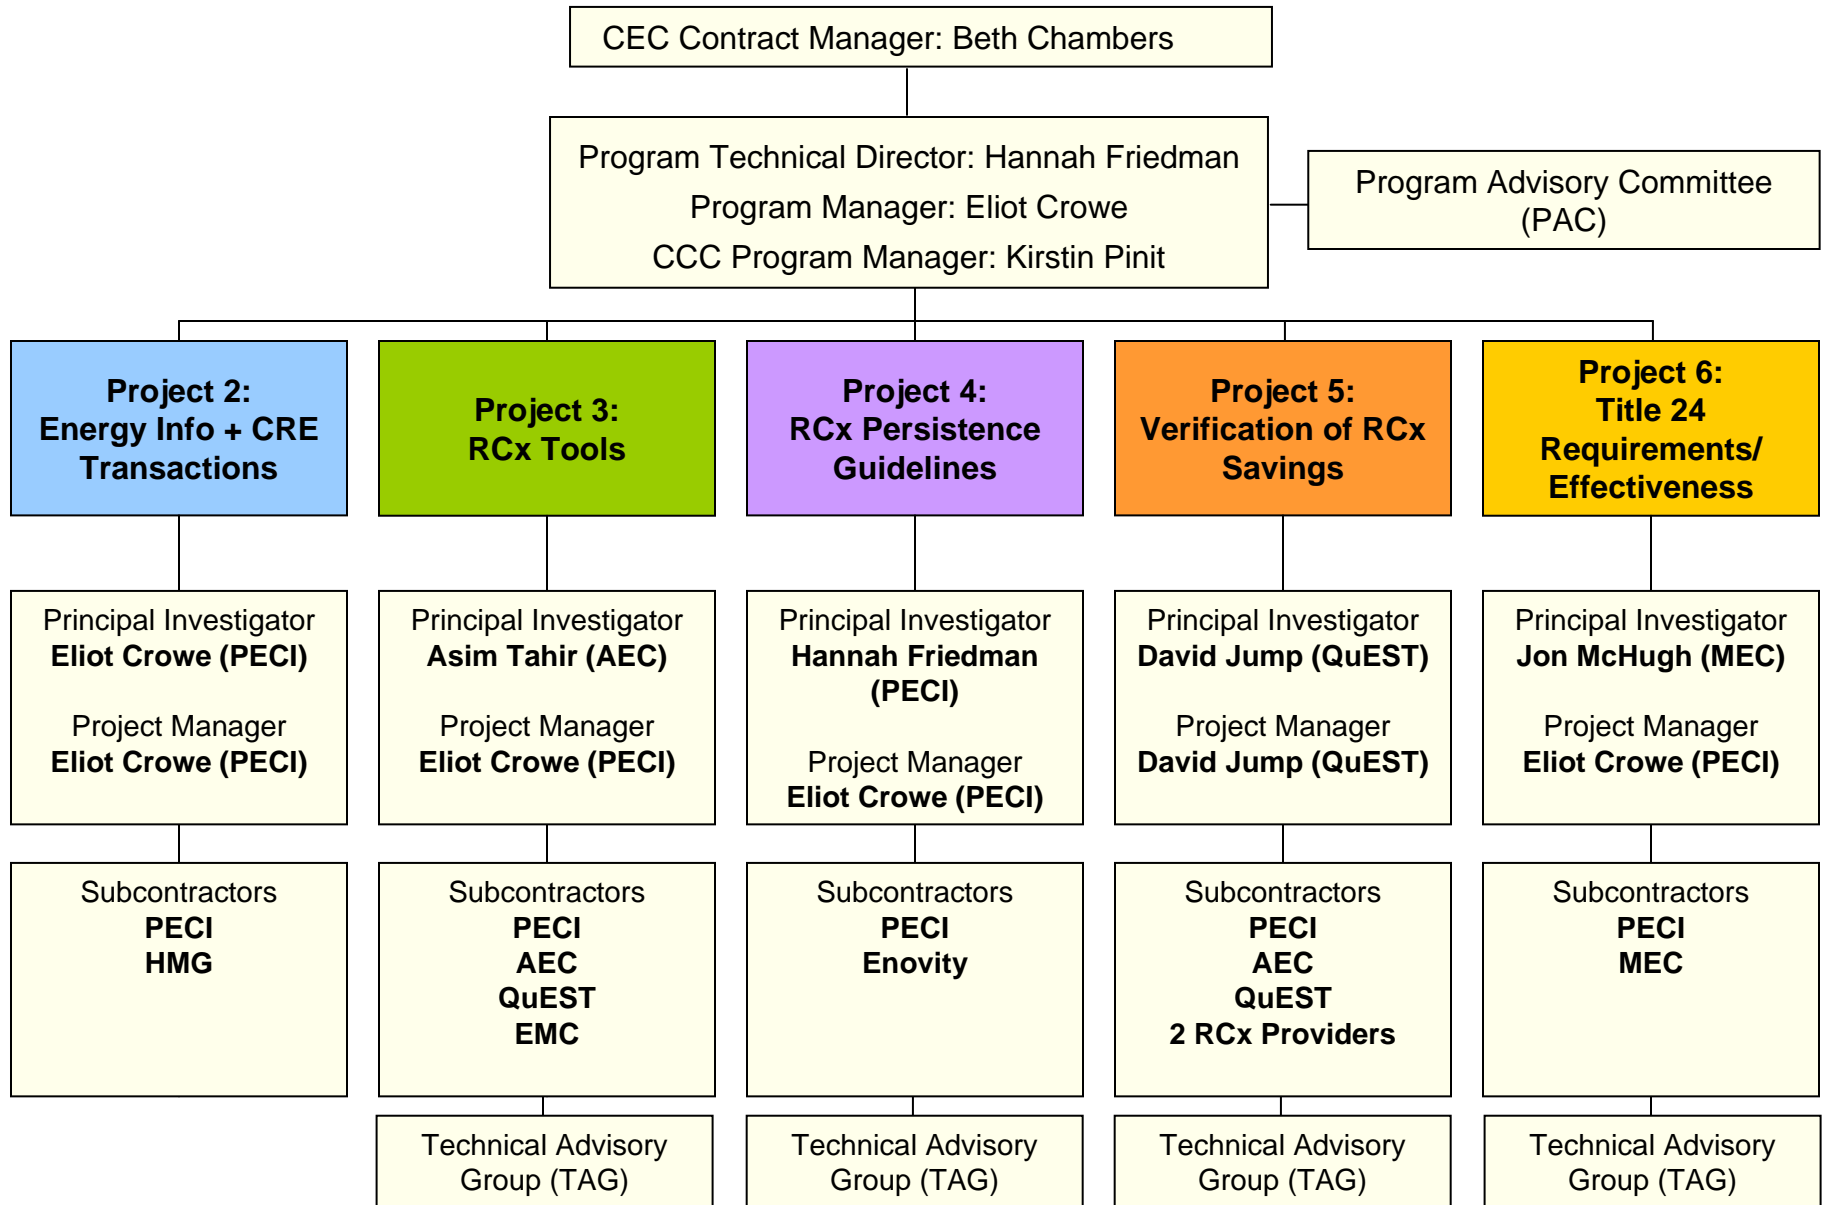 CEC Contract Manager: Beth Chambers
Program Technical Director: Hannah Friedman
Program Manager: Eliot Crowe
CCC Program Manager: Kirstin Pinit
Program Advisory Committee
(PAC)
Project 2:
Energy Info + CRE
Transactions
Project 3:
RCx Tools
Project 4:
RCx Persistence
Guidelines
Project 5:
Verification of RCx
Savings
Project 6:
Title 24
Requirements/
Effectiveness
Principal Investigator
Eliot Crowe (PECI)
Project Manager
Eliot Crowe (PECI)
Principal Investigator
Asim Tahir (AEC)
Project Manager
Eliot Crowe (PECI)
Principal Investigator
Hannah Friedman
(PECI)
Project Manager
Eliot Crowe (PECI)
Principal Investigator
David Jump (QuEST)
Project Manager
David Jump (QuEST)
Principal Investigator
Jon McHugh (MEC)
Project Manager
Eliot Crowe (PECI)
Subcontractors
PECI
HMG
Subcontractors
PECI
AEC
QuEST
EMC
Subcontractors
PECI
Enovity
Subcontractors
PECI
AEC
QuEST
2 RCx Providers
Subcontractors
PECI
MEC
Technical Advisory
Group (TAG)
Technical Advisory
Group (TAG)
Technical Advisory
Group (TAG)
Technical Advisory
Group (TAG)